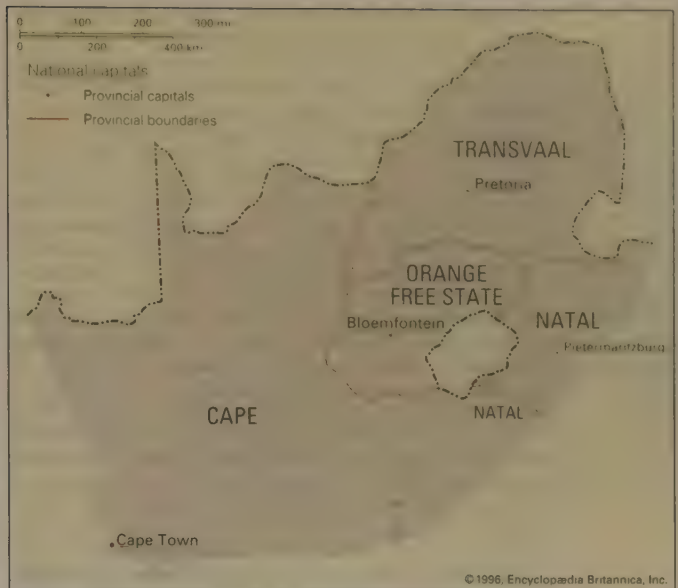 0 100 200 300 mi
0 200 400 km
National capitals
Provincial capitals
Provincial boundaries
TRANSVAAL
Pretoria
ORANGE
FREE STATE
Bloemfontein
NATAL
Pietermaritzburg
CAPE
NATAL
Cape Town
©1996, Encyclopædia Britannica, Inc.